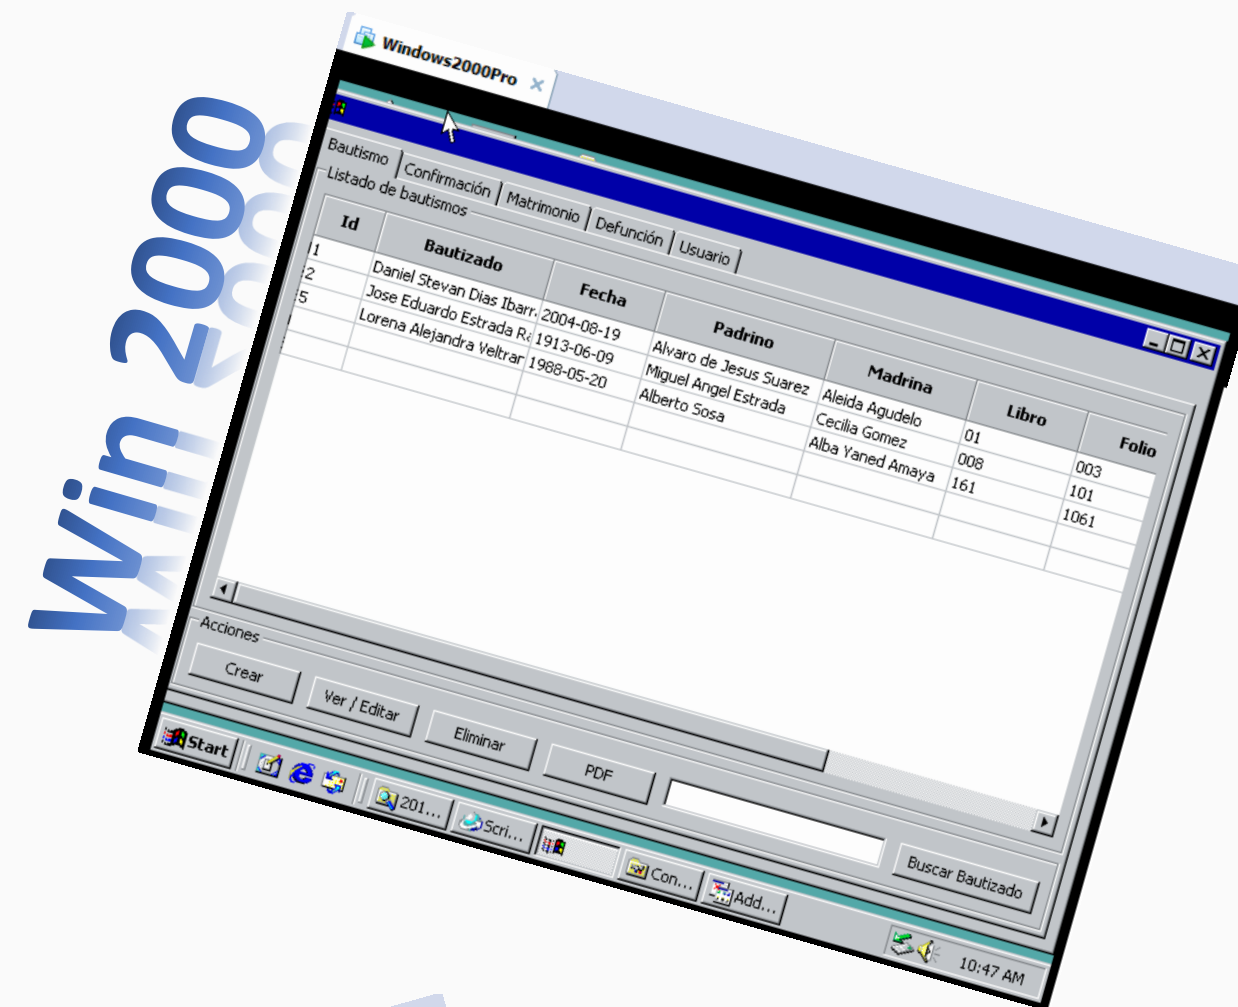 Win 2000
Windows2000Pro
Bautismo Confirmación Matrimonio Defunción Usuario
Listado de bautismos
Id Bautizado Fecha Padrino Madrina Libro Folio
1 Daniel Stevan Dias Ibarr 2004-08-19 Alvaro de Jesus Suarez Aleida Agudelo 01 003
2 Jose Eduardo Estrada 1913-06-09 Miguel Angel Estrada Cecilia Gomez 008 101
5 Lorena Alejandra Veltrar 1988-05-20 Alberto Sosa Alba Yaned Amaya 161 1061
Acciones
Crear Ver / Editar Eliminar PDF Buscar Bautizado
Start 201... Scri... Con... Add... 10:47 AM